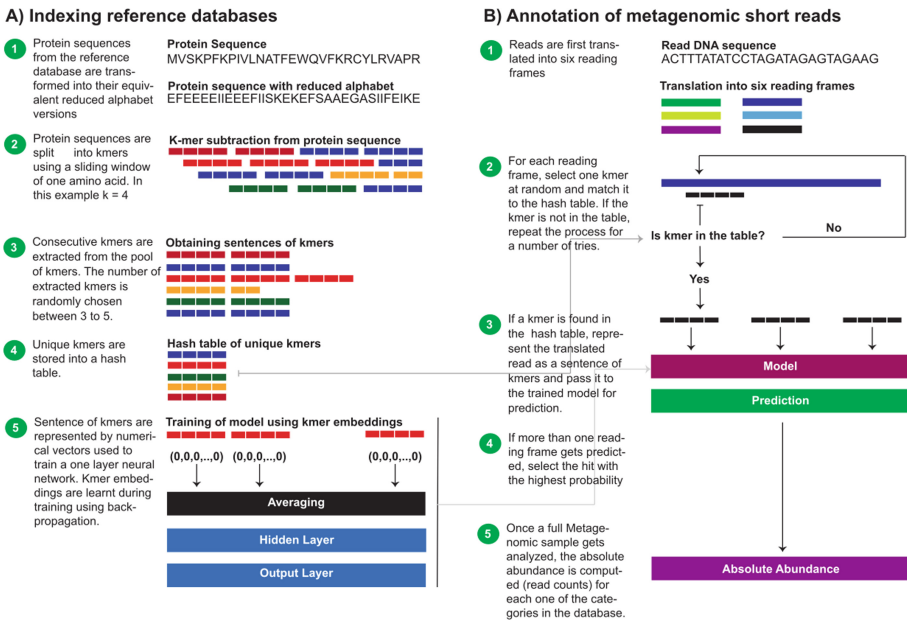 A) Indexing reference databases
1
Protein sequences
from the reference
database are trans-
formed into their equiv-
alent reduced alphabet
versions
Protein Sequence
MVSKPFKPIVLNATFEWQVFKRCYLRVAPR
Protein sequence with reduced alphabet
EFEEEEIIEEEFIISKEKEFSAAEGASIIFEIKE
2
Protein sequences are
split into kmers
using a sliding window
of one amino acid. In
this example k = 4
K-mer subtraction from protein sequence
3
Consecutive kmers are
extracted from the pool
of kmers. The number of
extracted kmers is
randomly chosen
between 3 to 5.
Obtaining sentences of kmers
4
Unique kmers are
stored into a hash
table.
Hash table of unique kmers
5
Sentence of kmers are
represented by numeri-
cal vectors used to
train a one layer neural
network. Kmer embed-
dings are learnt during
training using back-
propagation.
Training of model using kmer embeddings
(0,0,0,..,0) (0,0,0,..,0) (0,0,0,..,0)
Averaging
Hidden Layer
Output Layer
B) Annotation of metagenomic short reads
1
Reads are first trans-
lated into six reading
frames
Read DNA sequence
ACTTTATATCCTAGATAGAGTAGAAG
Translation into six reading frames
2
For each reading
frame, select one kmer
at random and match it
to the hash table. If the
kmer is not in the table,
repeat the process for
a number of tries.
Is kmer in the table?
No
Yes
3
If a kmer is found in
the hash table, repre-
sent the translated
read as a sentence of
kmers and pass it to
the trained model for
prediction.
Model
Prediction
4
If more than one read-
ing frame gets predict-
ed, select the hit with
the highest probability
5
Once a full Metage-
nomic sample gets
analyzed, the absolute
abundance is comput-
ed (read counts) for
each one of the cate-
gories in the database.
Absolute Abundance